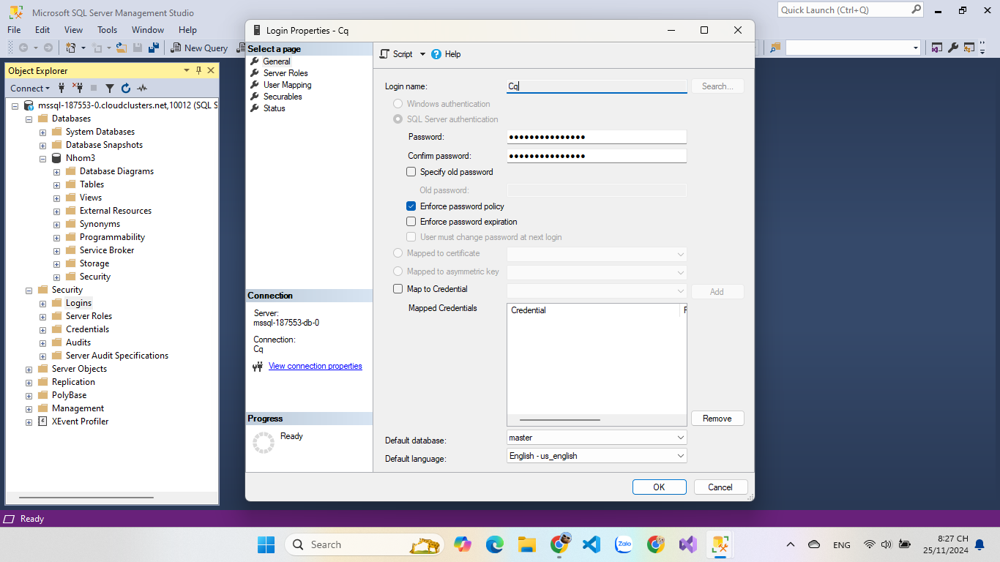 Microsoft SQL Server Management Studio
Quick Launch (Ctrl+Q)
File Edit View Tools Window Help
New Query
Object Explorer
Connect
mssql-187553-0.cloudclusters.net,10012 (SQL S
Databases
System Databases
Database Snapshots
Nhom3
Database Diagrams
Tables
Views
External Resources
Synonyms
Programmability
Service Broker
Storage
Security
Security
Logins
Server Roles
Credentials
Audits
Server Audit Specifications
Server Objects
Replication
PolyBase
Management
XEvent Profiler
Login Properties - Cq
Select a page
General
Server Roles
User Mapping
Securables
Status
Connection
Server:
mssql-187553-db-0
Connection:
Cq
View connection properties
Progress
Ready
Script Help
Login name: Cq Search...
Windows authentication
SQL Server authentication
Password: ●●●●●●●●●●●●●●●
Confirm password: ●●●●●●●●●●●●●●●
Specify old password
Old password:
Enforce password policy
Enforce password expiration
User must change password at next login
Mapped to certificate
Mapped to asymmetric key
Map to Credential Add
Mapped Credentials Credential
Remove
Default database: master
Default language: English - us_english
OK Cancel
Ready
Search
Zalo
ENG
8:27 CH
25/11/2024